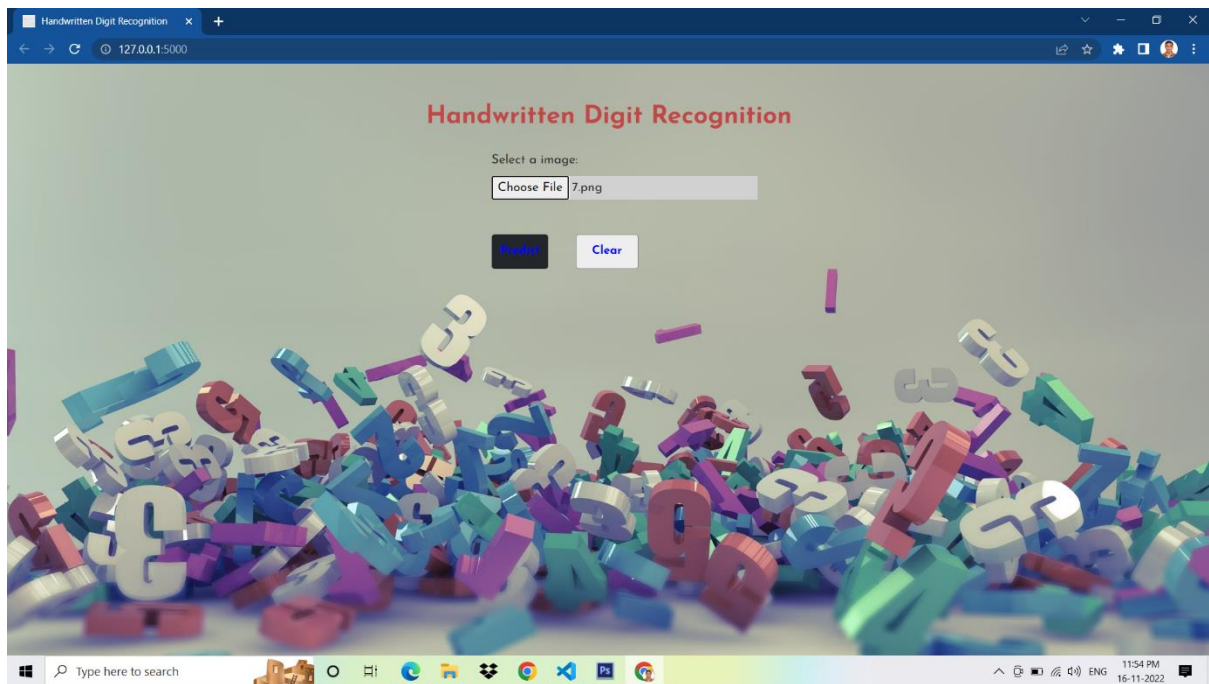 Handwritten Digit Recognition
127.0.0.1:5000
Handwritten Digit Recognition
Select a image:
Choose File 7.png
Predict Clear
Type here to search
Ps
ENG
11:54 PM
16-11-2022